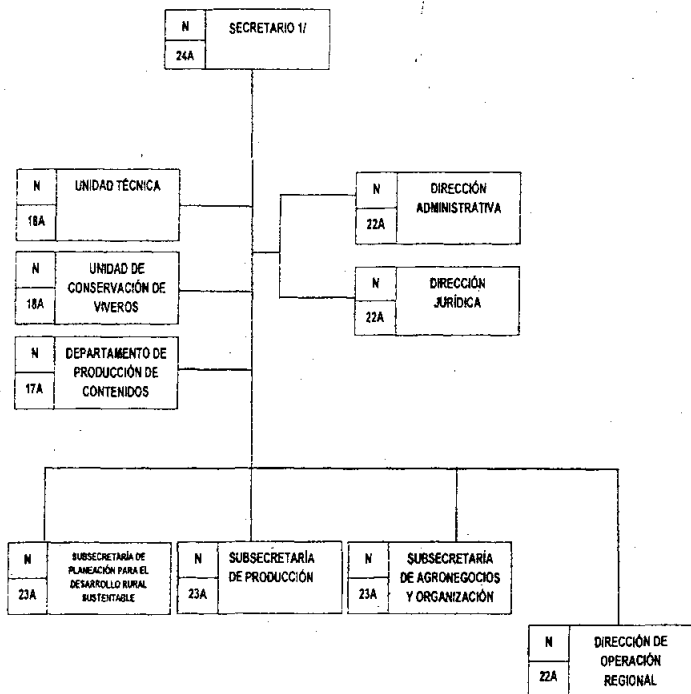 N
SECRETARIO 1/
24A
N
UNIDAD TÉCNICA
18A
N
DIRECCIÓN
ADMINISTRATIVA
22A
N
UNIDAD DE
CONSERVACIÓN DE
VIVEROS
18A
N
DIRECCIÓN
JURÍDICA
22A
N
DEPARTAMENTO DE
PRODUCCIÓN DE
CONTENIDOS
17A
N
SUBSECRETARÍA DE
PLANEACIÓN PARA EL
DESARROLLO RURAL
SUSTENTABLE
23A
N
SUBSECRETARÍA
DE PRODUCCIÓN
23A
N
SUBSECRETARÍA
DE AGRONEGOCIOS
Y ORGANIZACIÓN
23A
N
DIRECCIÓN DE
OPERACIÓN
REGIONAL
22A